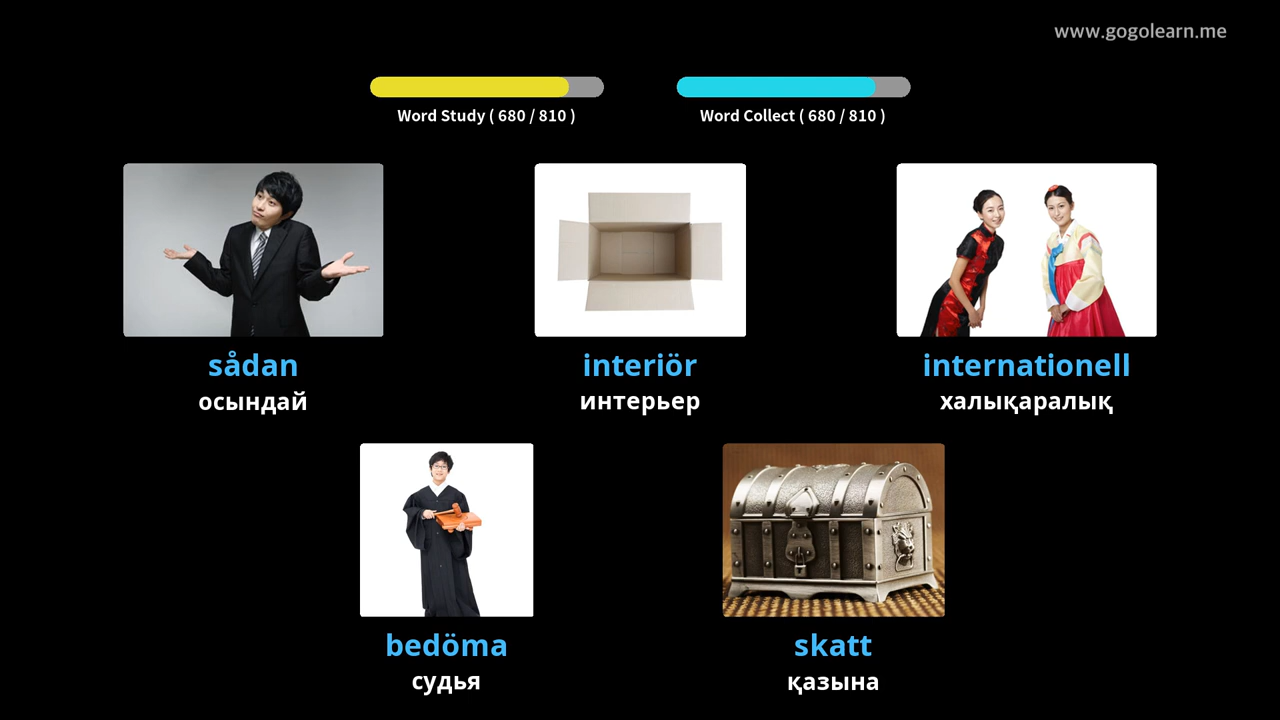 www.gogolearn.me
Word Study ( 680 / 810 )
Word Collect ( 680 / 810 )
sådan
осындай
interiör
интерьер
internationell
халықаралық
bedöma
судья
skatt
қазына